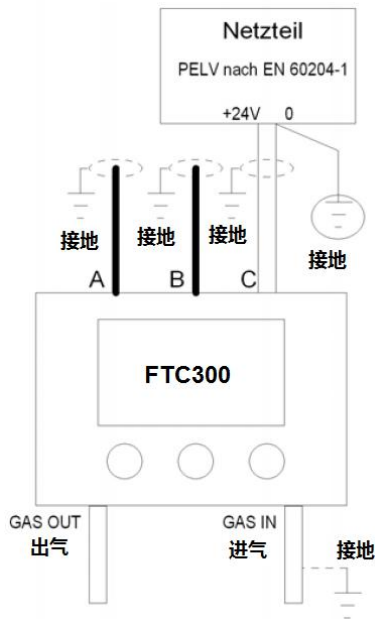 Netzteil
PELV nach EN 60204-1
+24V 0
接地
接地
接地
接地
A B C
FTC300
GAS OUT GAS IN
出气 进气 接地